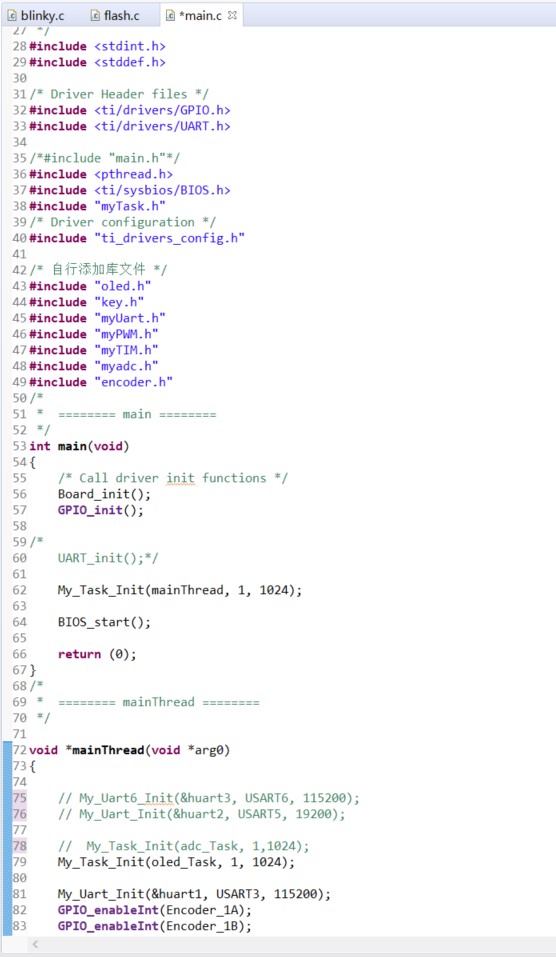 blinky.c flash.c *main.c
27 */
28 #include <stdint.h>
29 #include <stddef.h>
30
31 /* Driver Header files */
32 #include <ti/drivers/GPIO.h>
33 #include <ti/drivers/UART.h>
34
35 /*#include "main.h"*/
36 #include <pthread.h>
37 #include <ti/sysbios/BIOS.h>
38 #include "myTask.h"
39 /* Driver configuration */
40 #include "ti_drivers_config.h"
41
42 /* 自行添加库文件 */
43 #include "oled.h"
44 #include "key.h"
45 #include "myUart.h"
46 #include "myPWM.h"
47 #include "myTIM.h"
48 #include "myadc.h"
49 #include "encoder.h"
50 /*
51  *  ======== main ========
52  */
53 int main(void)
54 {
55     /* Call driver init functions */
56     Board_init();
57     GPIO_init();
58
59 /*
60     UART_init();*/
61
62     My_Task_Init(mainThread, 1, 1024);
63
64     BIOS_start();
65
66     return (0);
67 }
68 /*
69  *  ======== mainThread ========
70  */
71
72 void *mainThread(void *arg0)
73 {
74
75     // My_Uart6_Init(&huart3, USART6, 115200);
76     // My_Uart_Init(&huart2, USART5, 19200);
77
78     //  My_Task_Init(adc_Task, 1,1024);
79     My_Task_Init(oled_Task, 1, 1024);
80
81     My_Uart_Init(&huart1, USART3, 115200);
82     GPIO_enableInt(Encoder_1A);
83     GPIO_enableInt(Encoder_1B);